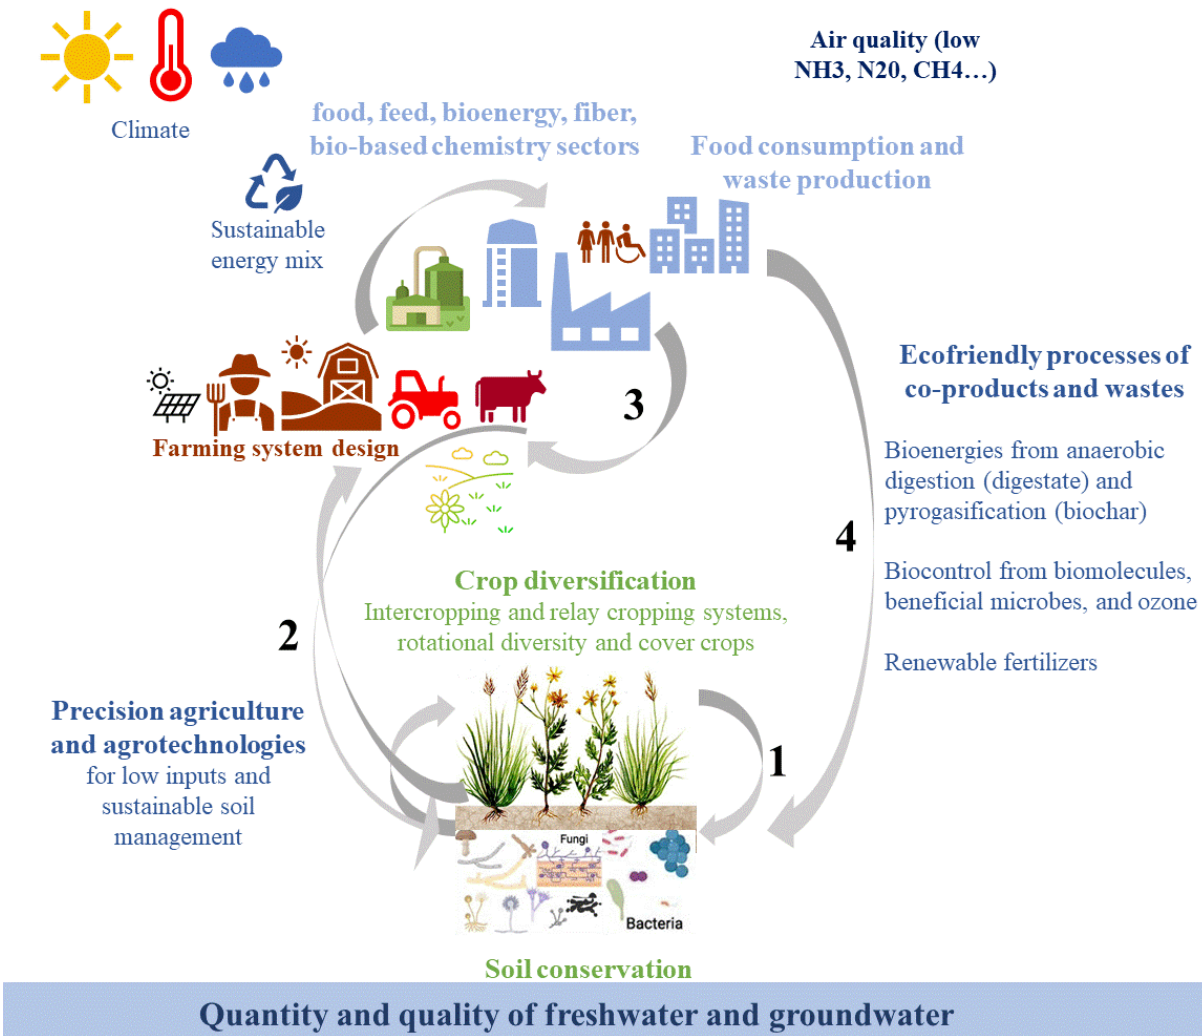 Air quality (low
NH3, N20, CH4…)
Climate
food, feed, bioenergy, fiber,
bio-based chemistry sectors
Food consumption and
waste production
Sustainable
energy mix
Ecofriendly processes of
co-products and wastes
3
Farming system design
Bioenergies from anaerobic
digestion (digestate) and
pyrogasification (biochar)
4
Biocontrol from biomolecules,
beneficial microbes, and ozone
Crop diversification
Intercropping and relay cropping systems,
rotational diversity and cover crops
2
Renewable fertilizers
Precision agriculture
and agrotechnologies
for low inputs and
sustainable soil
management
1
Fungi
Bacteria
Soil conservation
Quantity and quality of freshwater and groundwater